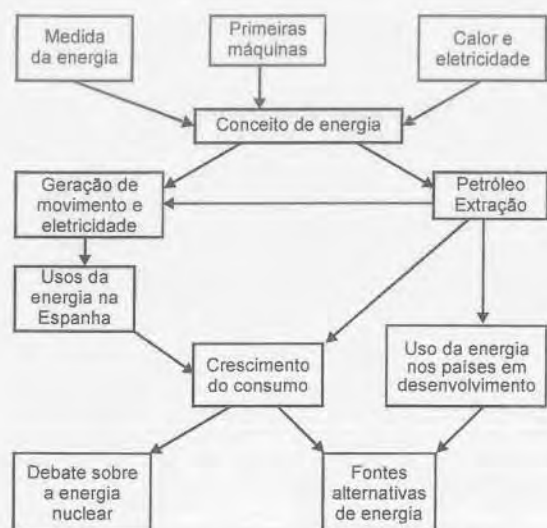 Medida
da energia
Primeiras
máquinas
Calor e
eletricidade
Conceito de energia
Geração de
movimento e
eletricidade
Petróleo
Extração
Usos da
energia na
Espanha
Crescimento
do consumo
Uso da energia
nos países em
desenvolvimento
Debate sobre
a energia
nuclear
Fontes
alternativas
de energia